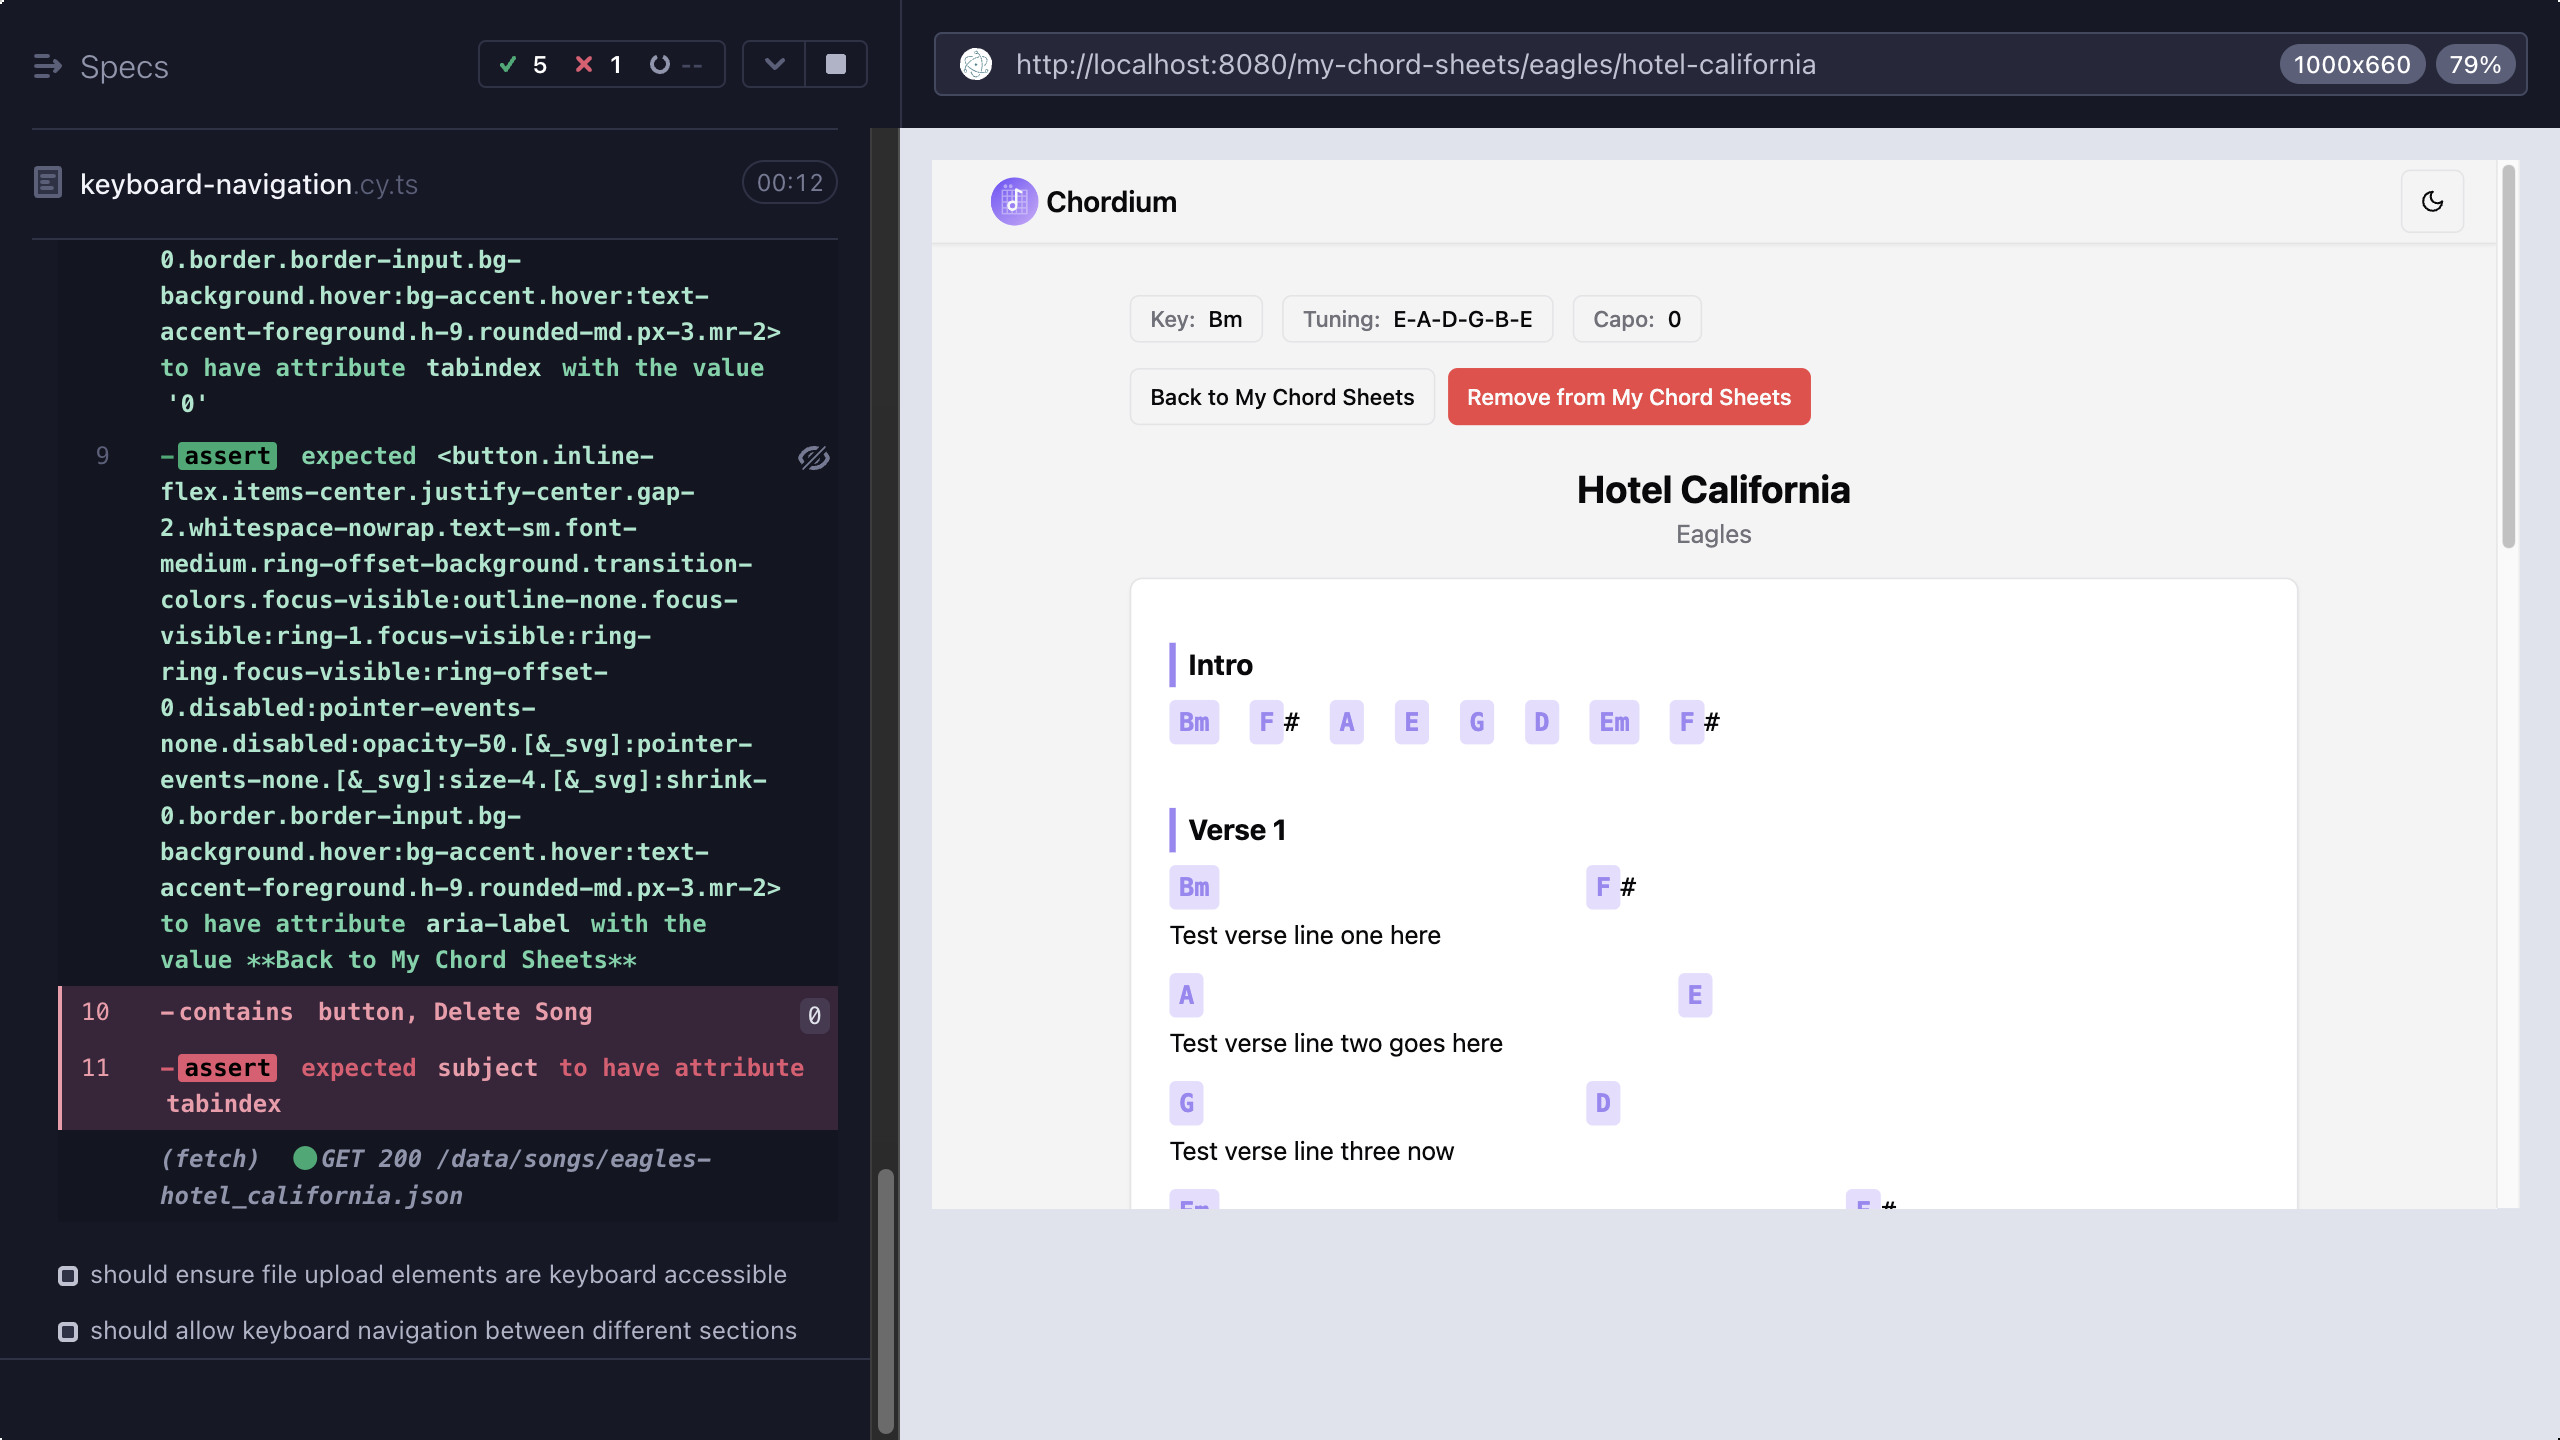 Specs
5 1 --
http://localhost:8080/my-chord-sheets/eagles/hotel-california
1000x660
79%
keyboard-navigation.cy.ts
00:12
0.border.border-input.bg-
background.hover:bg-accent.hover:text-
accent-foreground.h-9.rounded-md.px-3.mr-2>
to have attribute tabindex with the value
'0'
9 -assert expected <button.inline-
flex.items-center.justify-center.gap-
2.whitespace-nowrap.text-sm.font-
medium.ring-offset-background.transition-
colors.focus-visible:outline-none.focus-
visible:ring-1.focus-visible:ring-
ring.focus-visible:ring-offset-
0.disabled:pointer-events-
none.disabled:opacity-50.[&_svg]:pointer-
events-none.[&_svg]:size-4.[&_svg]:shrink-
0.border.border-input.bg-
background.hover:bg-accent.hover:text-
accent-foreground.h-9.rounded-md.px-3.mr-2>
to have attribute aria-label with the
value **Back to My Chord Sheets**
10 -contains button, Delete Song 0
11 -assert expected subject to have attribute
tabindex
(fetch) GET 200 /data/songs/eagles-
hotel_california.json
should ensure file upload elements are keyboard accessible
should allow keyboard navigation between different sections
Chordium
Key: Bm
Tuning: E-A-D-G-B-E
Capo: 0
Back to My Chord Sheets
Remove from My Chord Sheets
Hotel California
Eagles
Intro
Bm F# A E G D Em F#
Verse 1
Bm F#
Test verse line one here
A E
Test verse line two goes here
G D
Test verse line three now
Em F#